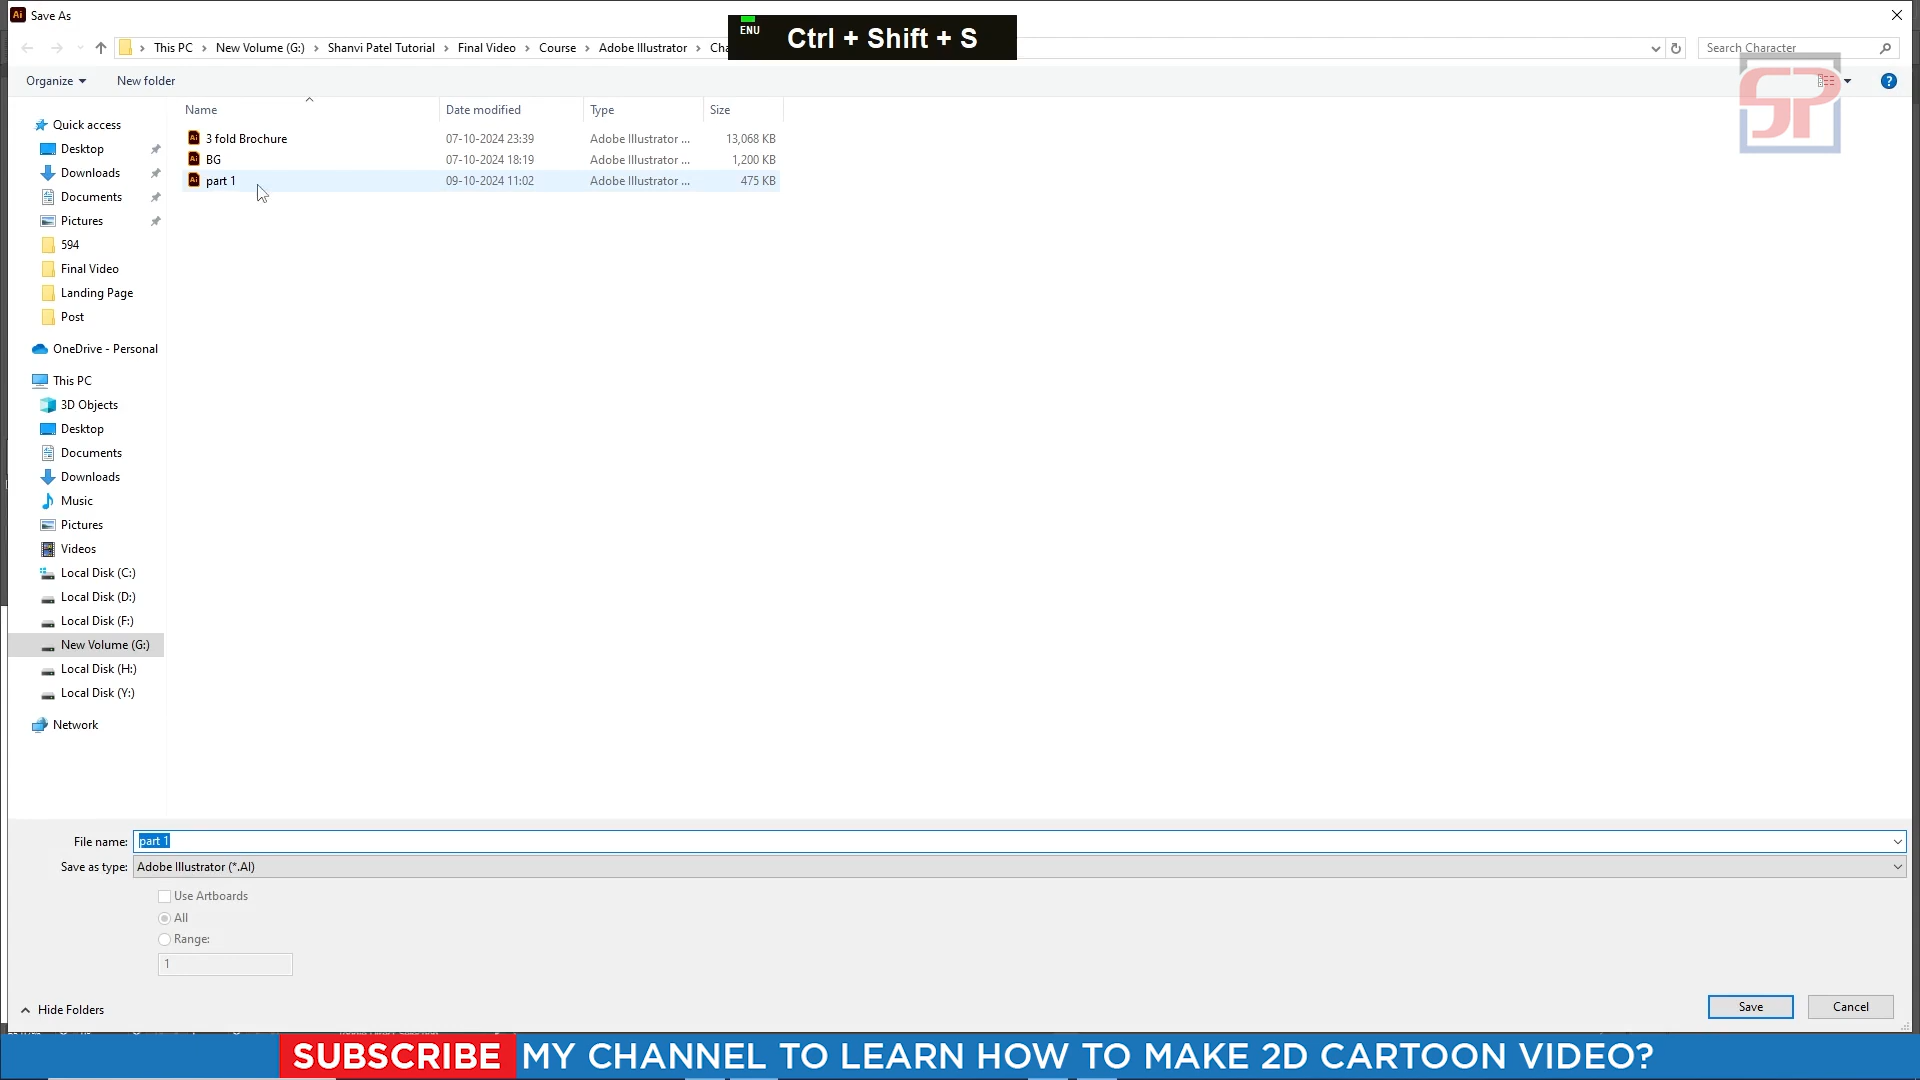 Ai Save As
ENU Ctrl + Shift + S
This PC > New Volume (G:) > Shanvi Patel Tutorial > Final Video > Course > Adobe Illustrator > Cha
Search Character
SP
Organize New folder
Name Date modified Type Size
3 fold Brochure 07-10-2024 23:39 Adobe Illustrator ... 13,068 KB
BG 07-10-2024 18:19 Adobe Illustrator ... 1,200 KB
part 1 09-10-2024 11:02 Adobe Illustrator ... 475 KB
Quick access
Desktop
Downloads
Documents
Pictures
594
Final Video
Landing Page
Post
OneDrive - Personal
This PC
3D Objects
Desktop
Documents
Downloads
Music
Pictures
Videos
Local Disk (C:)
Local Disk (D:)
Local Disk (F:)
New Volume (G:)
Local Disk (H:)
Local Disk (Y:)
Network
File name: part 1
Save as type: Adobe Illustrator (*.AI)
Use Artboards
All
Range:
1
Hide Folders
Save Cancel
SUBSCRIBE MY CHANNEL TO LEARN HOW TO MAKE 2D CARTOON VIDEO?